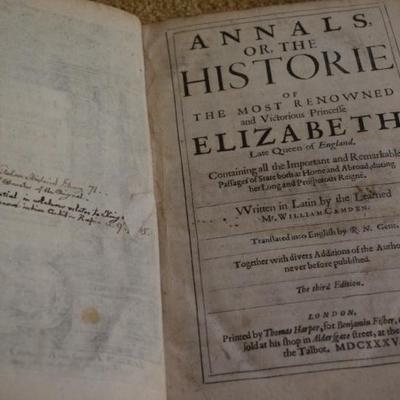 ANNALS,
OR, THE
HISTORIE
OF
THE MOST RENOWNED
and Victorious Princesse
ELIZABETH,
Late Queen of England.
Containing all the Important and Remarkable
Passages of State both at Home and Abroad, during
her Long and Prosperous Reigne.
Written in Latin by the Learned
Mr. WILLIAM CAMDEN.
Translated into English by R. N. Gent.
Together with divers Additions of the Author
never before published.
The third Edition.
LONDON,
Printed by Thomas Harper, for Benjamin Fisher,
sold at his shop in Aldersgate street, at the
the Talbot, MDCXXXV
of the Original.